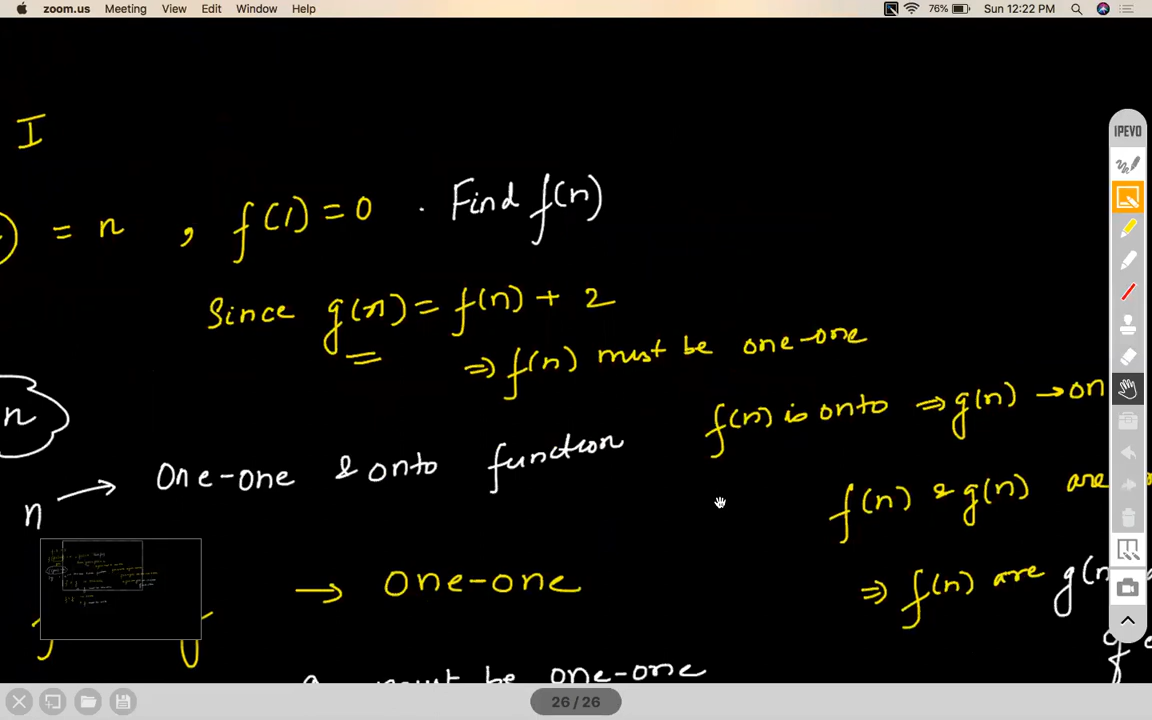 zoom.us Meeting View Edit Window Help 76% Sun 12:22 PM
I
IPEVO
) = n , f(1) = 0 . Find f(n)
Since g(n) = f(n) + 2
⇒ f(n) must be one-one
n
f(n) is onto ⇒ g(n) → on
n → One-one & onto function
f(n) & g(n) are
→ one-one
⇒ f(n) are g(n
must be one-one
26 / 26